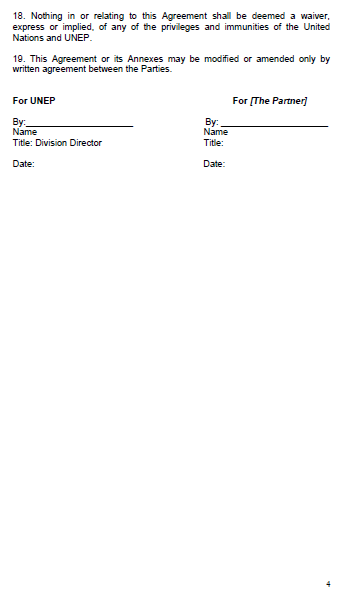 18. Nothing in or relating to this Agreement shall be deemed a waiver,
express or implied, of any of the privileges and immunities of the United
Nations and UNEP.
19. This Agreement or its Annexes may be modified or amended only by
written agreement between the Parties.
For UNEP For [The Partner]
By:_____________________ By: _____________________
Name Name
Title: Division Director Title:
Date: Date:
4